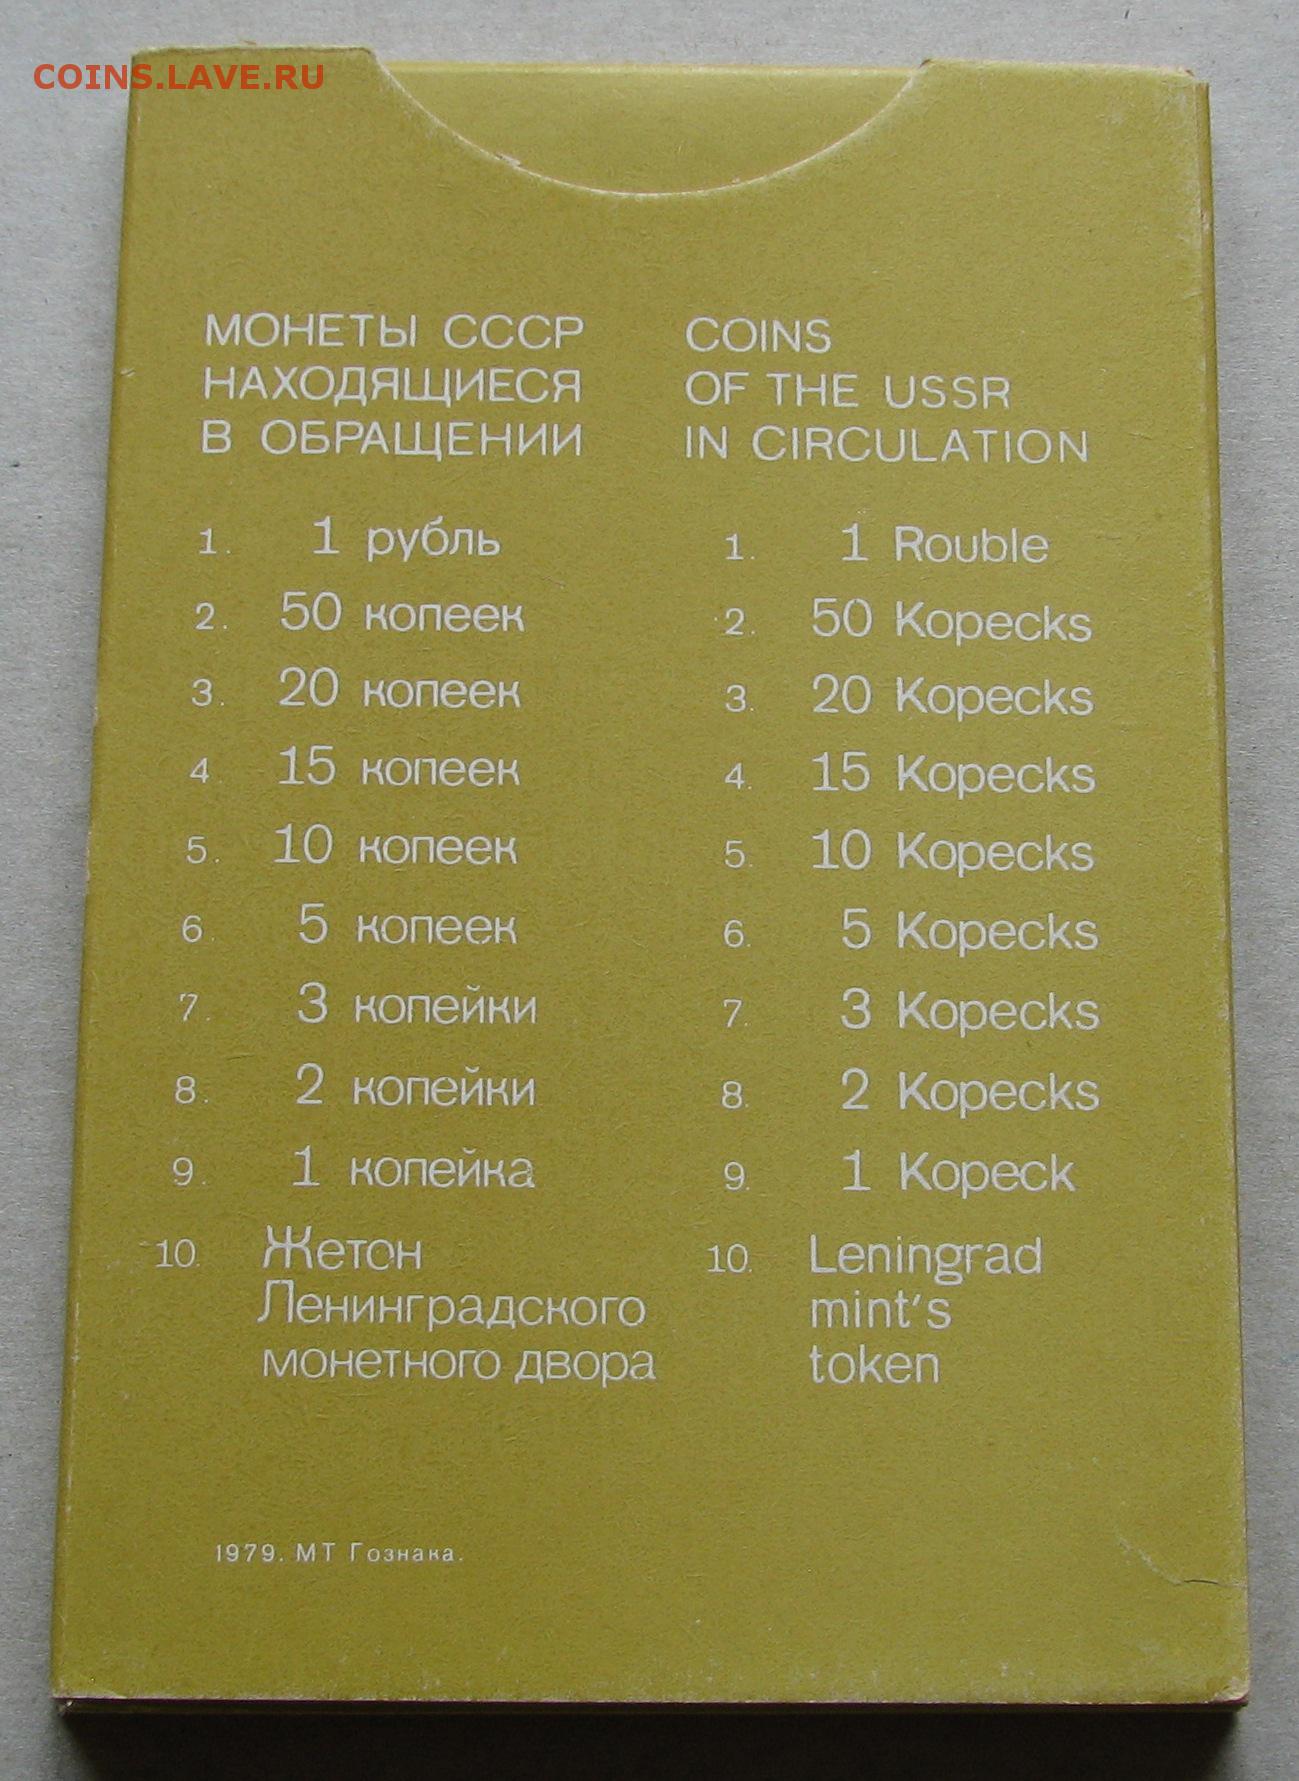 COINS.LAVE.RU
МОНЕТЫ СССР
НАХОДЯЩИЕСЯ
В ОБРАЩЕНИИ
1. 1 рубль
2. 50 копеек
3. 20 копеек
4 15 копеек
5. 10 копеек
6. 5 копеек
7. 3 копейки
8. 2 копейки
9. 1 копейка
10. Жетон
Ленинградского
монетного двора
COINS
OF THE USSR
IN CIRCULATION
1. 1 Rouble
2. 50 Kopecks
3. 20 Kopecks
4. 15 Kopecks
5. 10 Kopecks
6. 5 Kopecks
7. 3 Kopecks
8. 2 Kopecks
9. 1 Kopeck
10. Leningrad
mint's
token
1979. МТ Гознака.